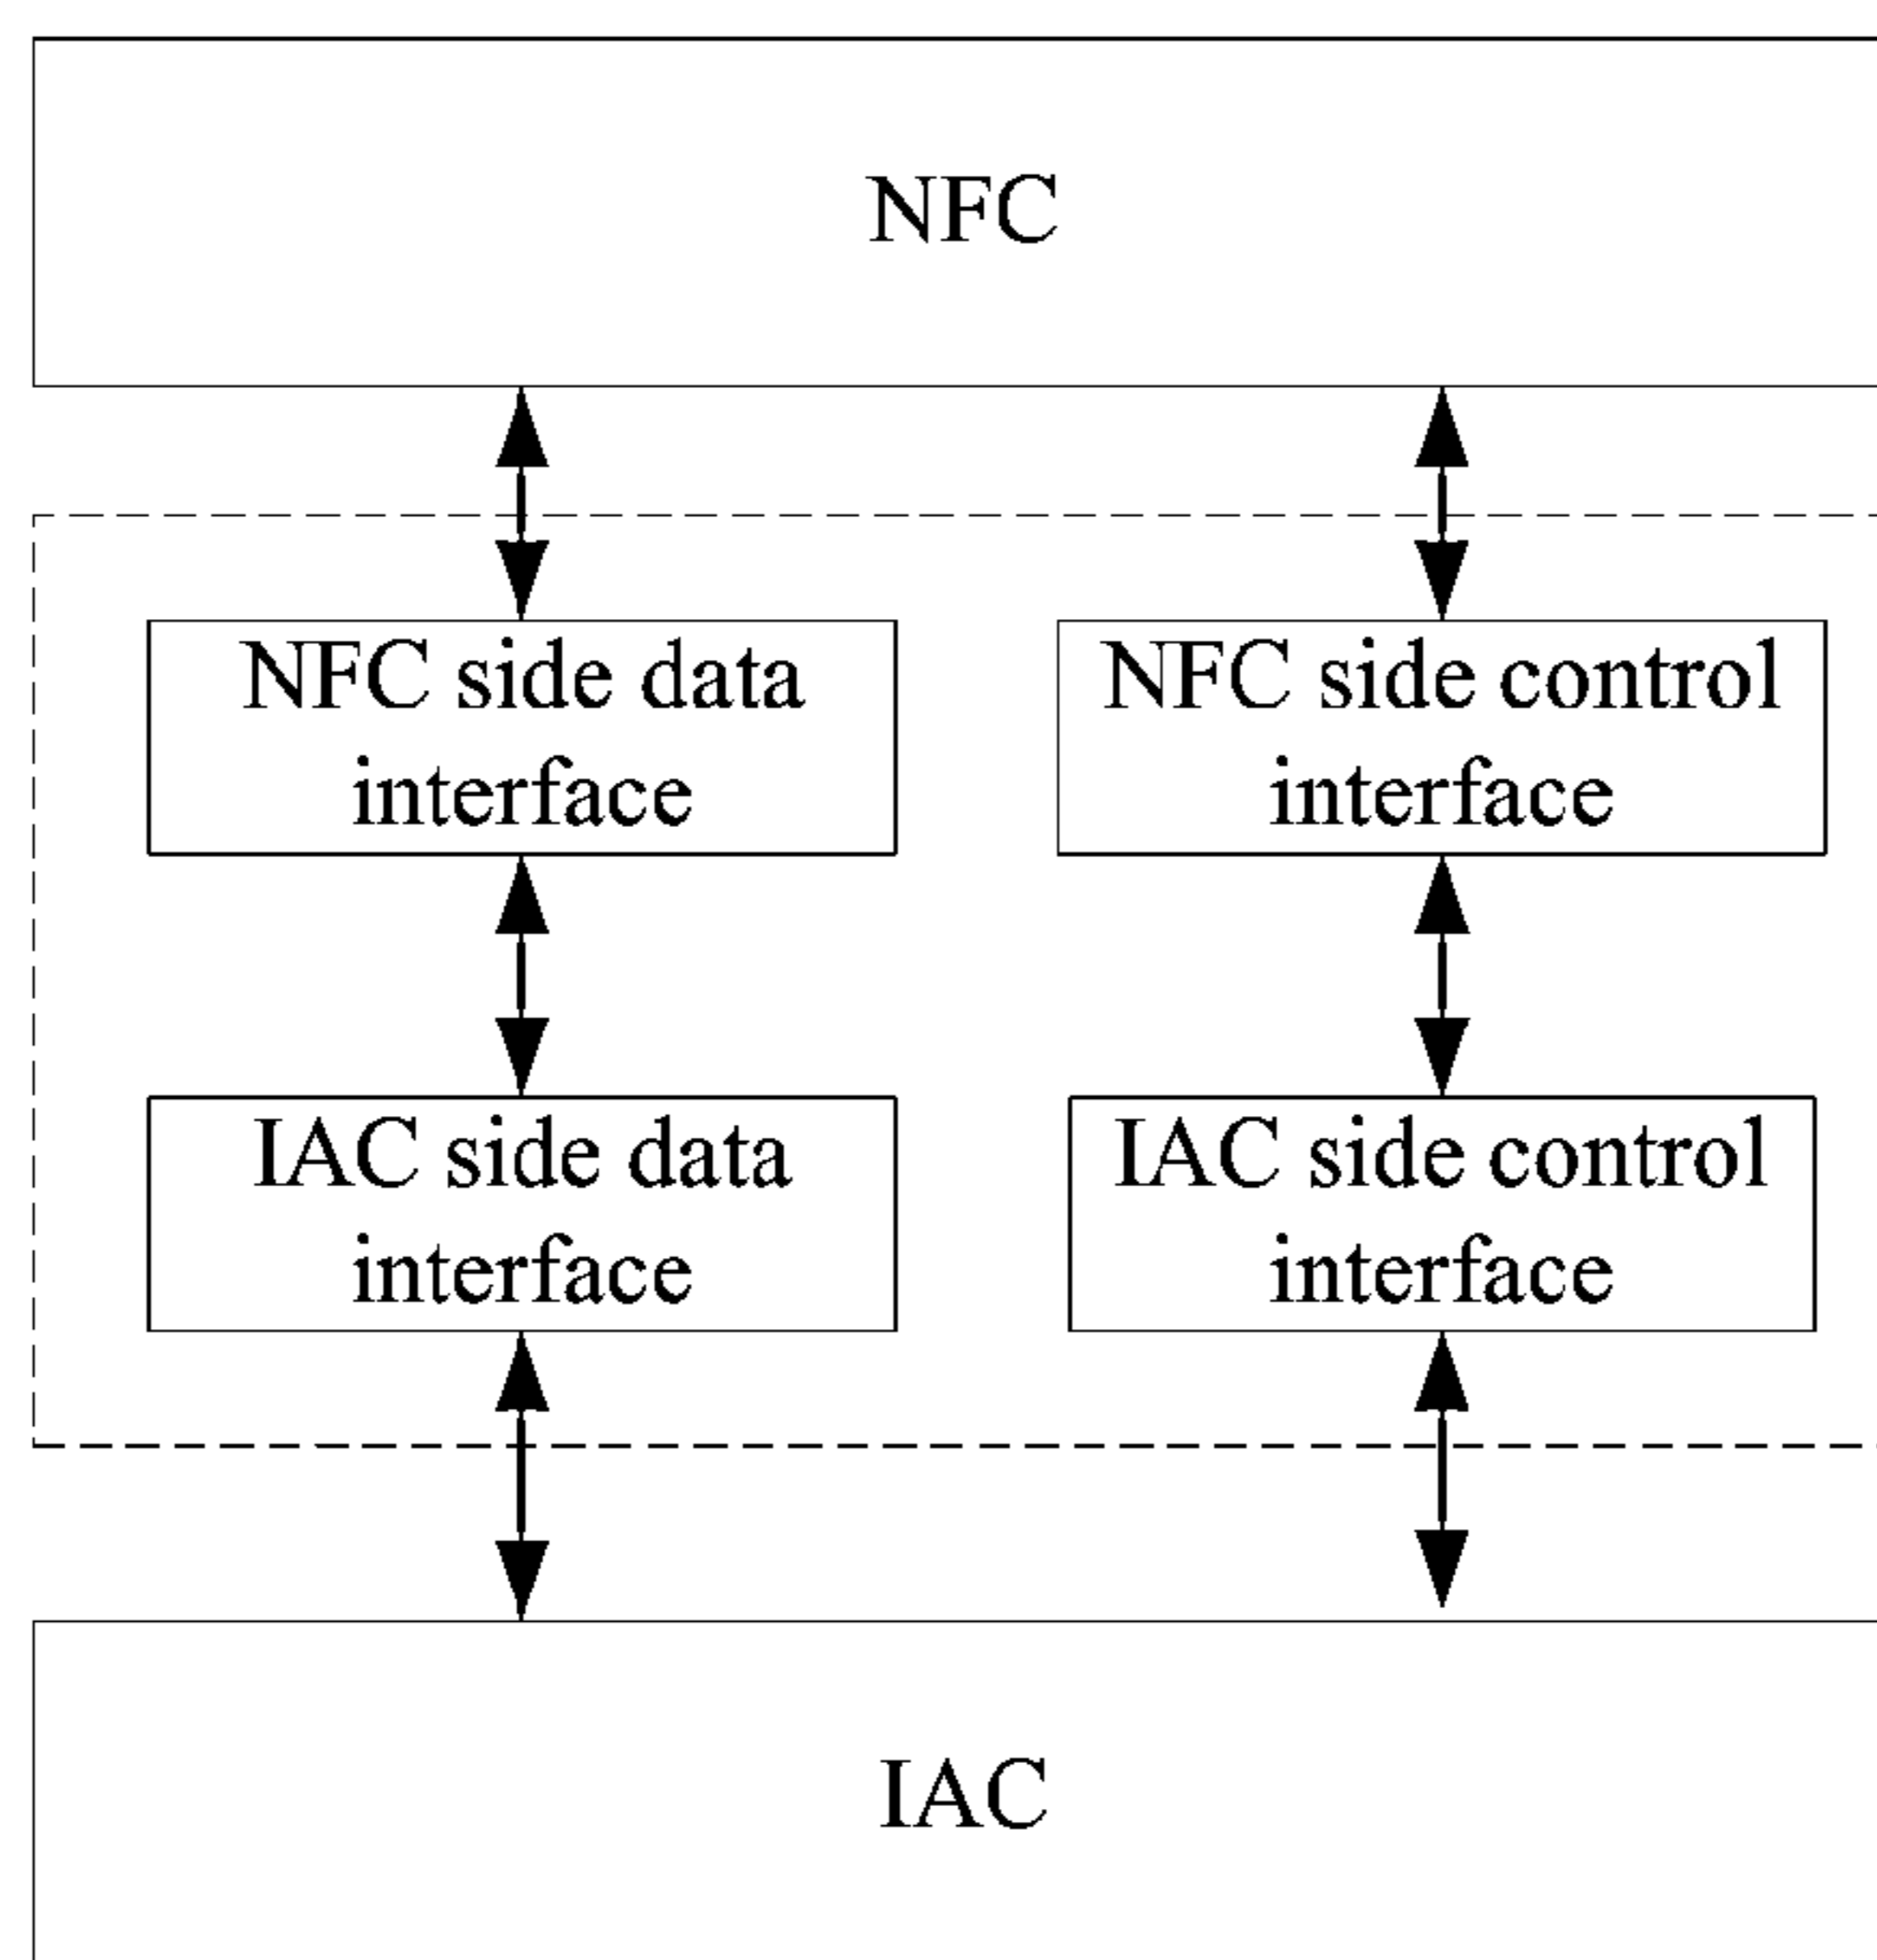 NFC
NFC side data
interface
NFC side control
interface
IAC side data
interface
IAC side control
interface
IAC